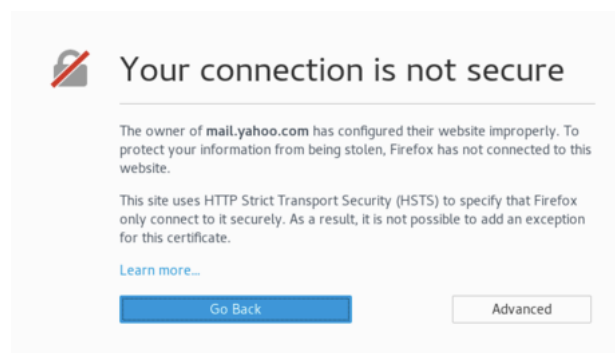 Your connection is not secure
The owner of mail.yahoo.com has configured their website improperly. To
protect your information from being stolen, Firefox has not connected to this
website.
This site uses HTTP Strict Transport Security (HSTS) to specify that Firefox
only connect to it securely. As a result, it is not possible to add an exception
for this certificate.
Learn more...
Go Back
Advanced